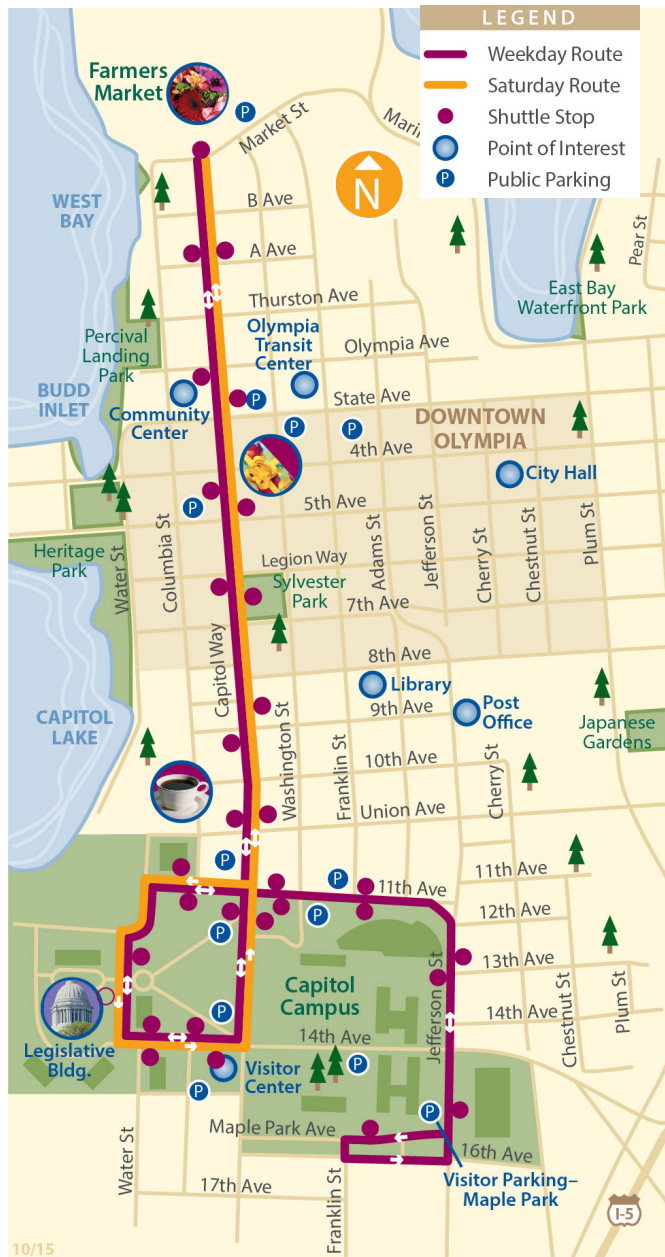 LEGEND
Weekday Route
Saturday Route
Shuttle Stop
Point of Interest
P
Public Parking
Farmers
Market
P
Market St
Mari
N
WEST
BAY
B Ave
A Ave
Pear St
East Bay
Waterfront Park
Thurston Ave
Percival
Landing
Park
Olympia
Transit
Center
Olympia Ave
BUDD
INLET
Community
Center
P
State Ave
DOWNTOWN
OLYMPIA
P
P
4th Ave
City Hall
P
5th Ave
Heritage
Park
Water St
Columbia St
Legion Way
Adams St
Jefferson St
Cherry St
Chestnut St
Plum St
Sylvester
Park
7th Ave
Capitol Way
8th Ave
Library
9th Ave
Post
Office
CAPITOL
LAKE
Washington St
Franklin St
Japanese
Gardens
10th Ave
Cherry St
Union Ave
P
P
11th Ave
11th Ave
P
12th Ave
P
13th Ave
Capitol
Campus
Jefferson St
P
14th Ave
Chestnut St
Plum St
14th Ave
Legislative
Bldg.
Visitor
Center
P
P
P
Maple Park Ave
16th Ave
Water St
17th Ave
Franklin St
Visitor Parking–
Maple Park
I-5
10/15